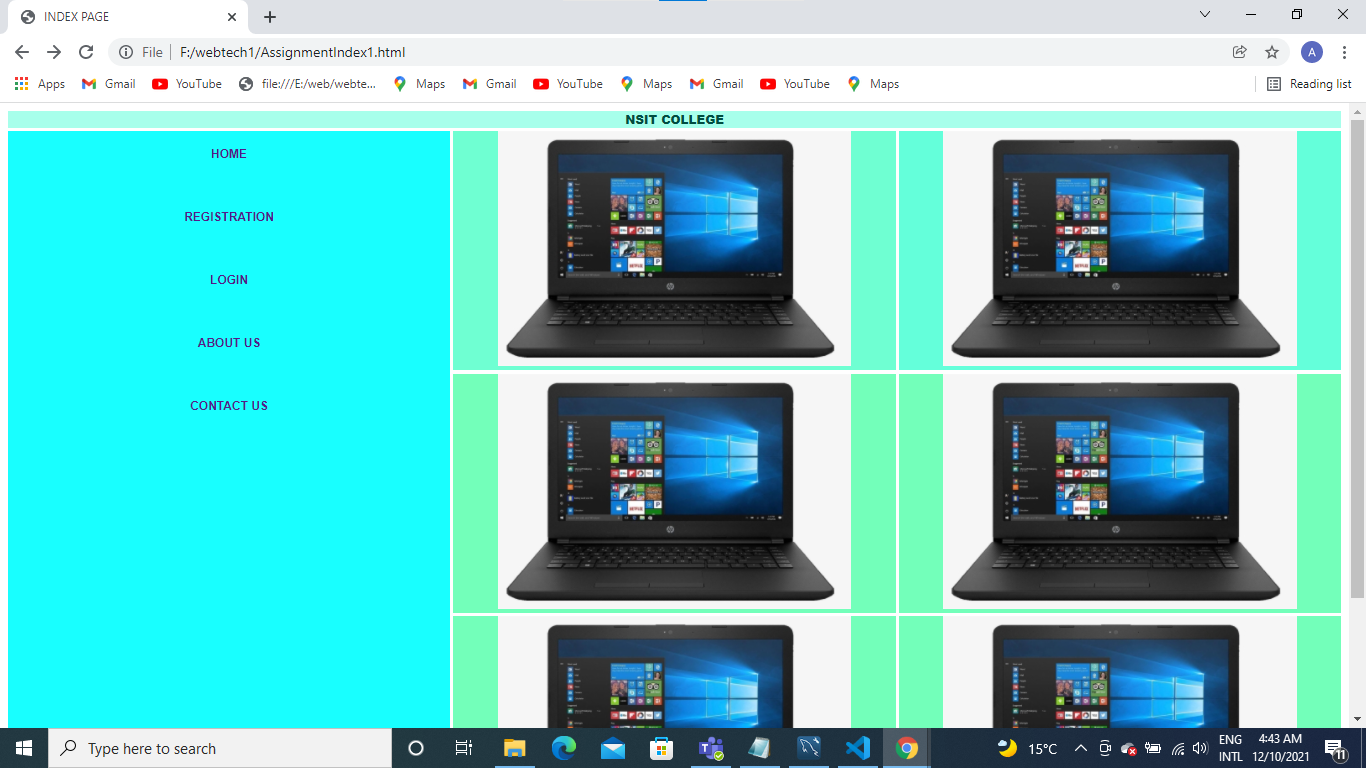 INDEX PAGE
File F:/webtech1/AssignmentIndex1.html
A
Apps Gmail YouTube file:///E:/web/webte... Maps Gmail YouTube Maps Gmail YouTube Maps Reading list
NSIT COLLEGE
HOME
REGISTRATION
LOGIN
ABOUT US
CONTACT US
Type here to search
15°C
ENG
INTL
4:43 AM
12/10/2021
11